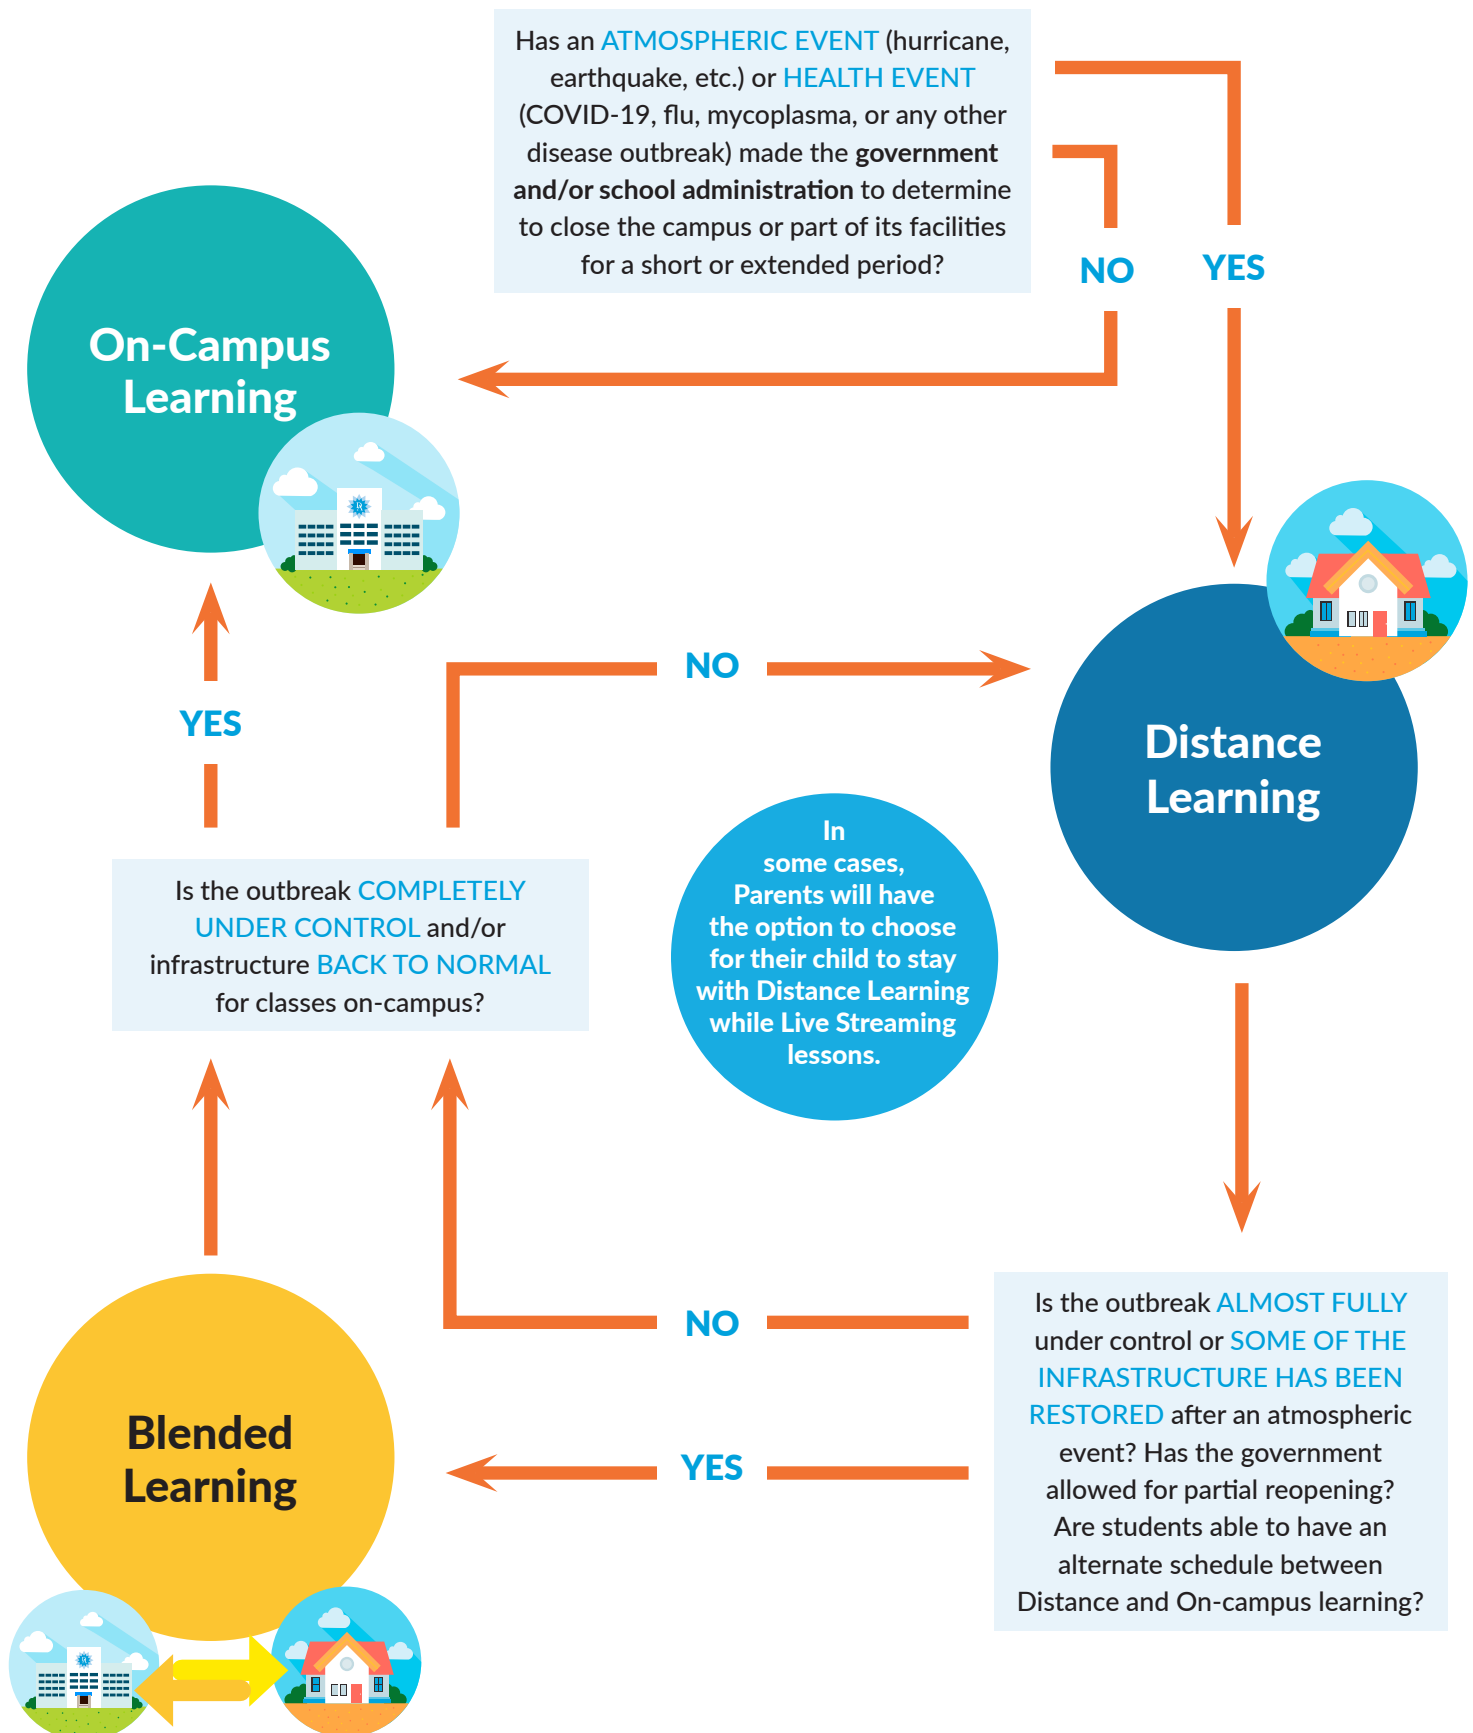 Has an ATMOSPHERIC EVENT (hurricane,
earthquake, etc.) or HEALTH EVENT
(COVID-19, flu, mycoplasma, or any other
disease outbreak) made the government
and/or school administration to determine
to close the campus or part of its facilities
for a short or extended period?
NO
YES
On-Campus
Learning
NO
YES
Distance
Learning
In
some cases,
Parents will have
the option to choose
for their child to stay
with Distance Learning
while Live Streaming
lessons.
Is the outbreak COMPLETELY
UNDER CONTROL and/or
infrastructure BACK TO NORMAL
for classes on-campus?
NO
YES
Is the outbreak ALMOST FULLY
under control or SOME OF THE
INFRASTRUCTURE HAS BEEN
RESTORED after an atmospheric
event? Has the government
allowed for partial reopening?
Are students able to have an
alternate schedule between
Distance and On-campus learning?
Blended
Learning